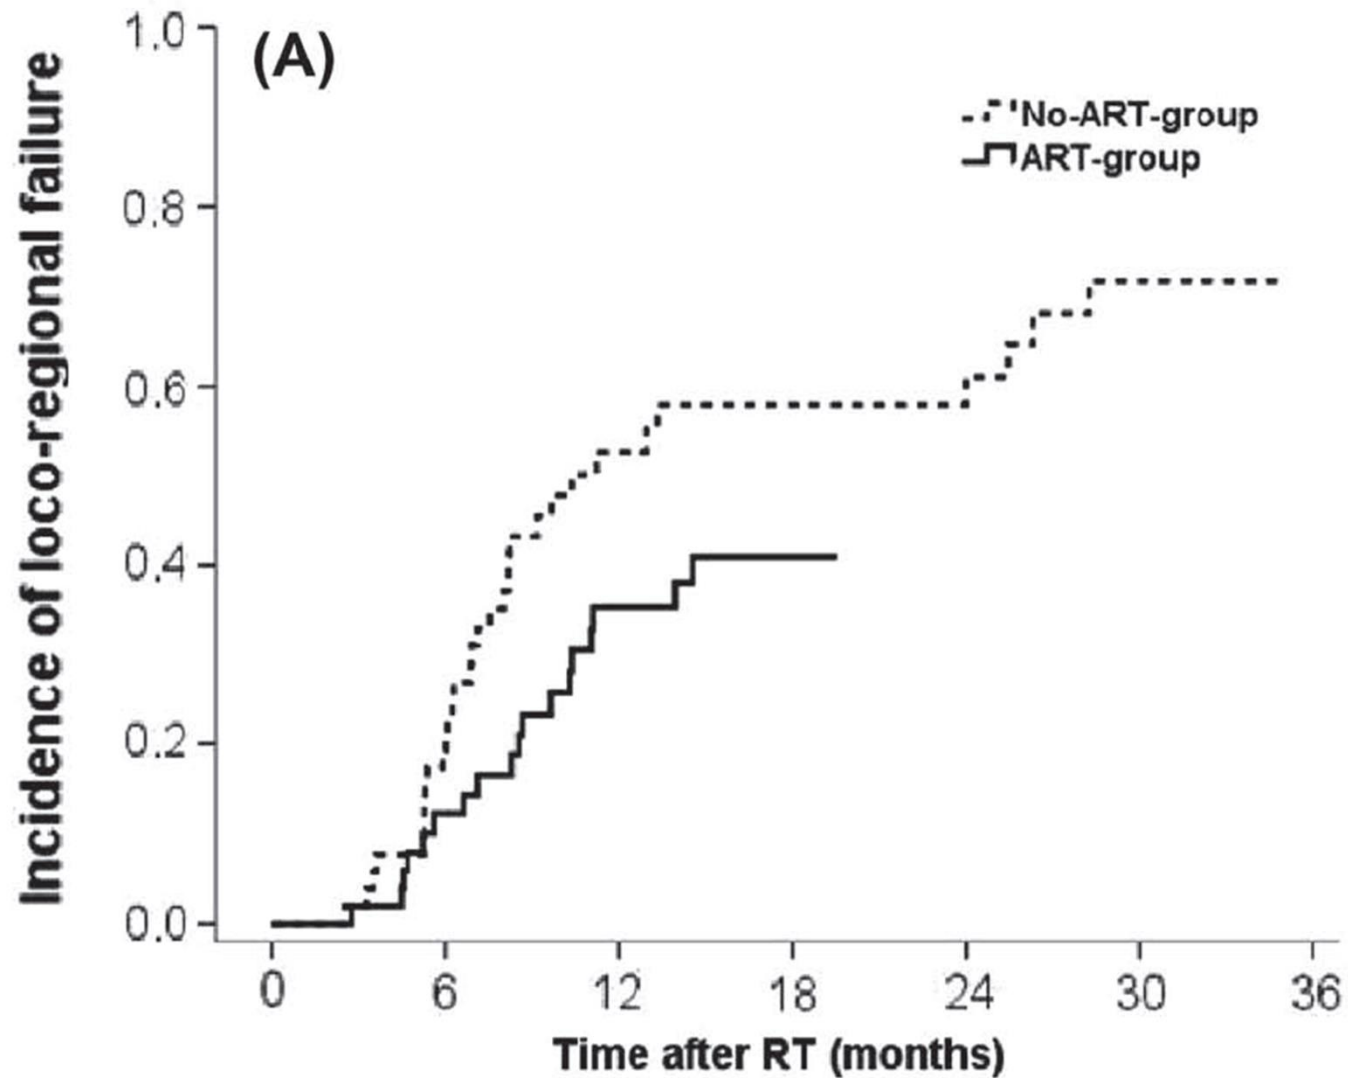 (A)
No-ART-group
ART-group
Incidence of loco-regional failure
1.0
0.8
0.6
0.4
0.2
0.0
0 6 12 18 24 30 36
Time after RT (months)